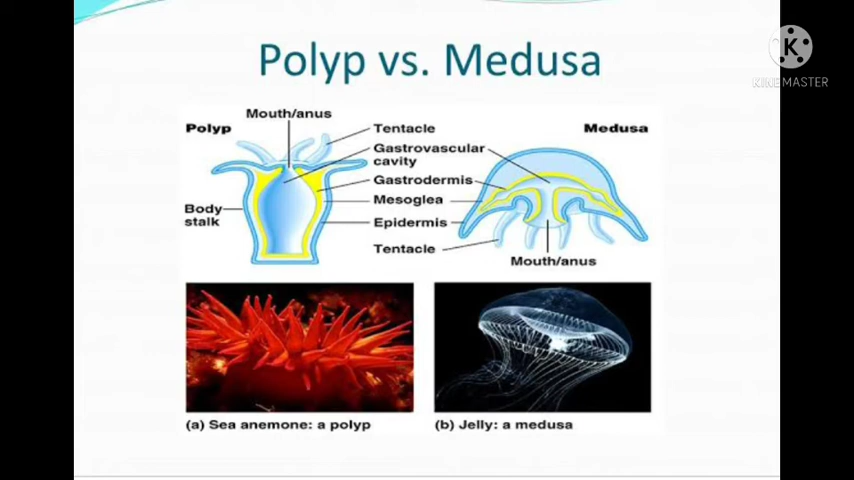 Polyp vs. Medusa
K
KINEMASTER
Mouth/anus
Polyp
Tentacle
Medusa
Gastrovascular
cavity
Gastrodermis
Mesoglea
Body
stalk
Epidermis
Tentacle
Mouth/anus
(a) Sea anemone: a polyp
(b) Jelly: a medusa